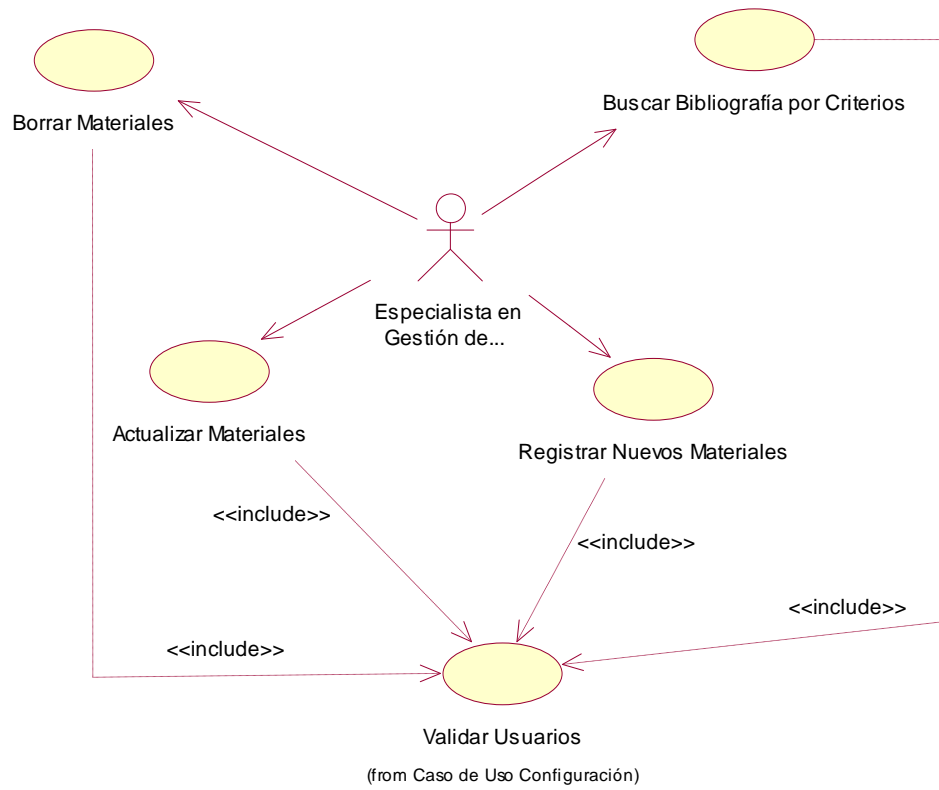 Buscar Bibliografía por Criterios
Borrar Materiales
Especialista en
Gestión de...
Actualizar Materiales
Registrar Nuevos Materiales
<<include>>
<<include>>
<<include>>
<<include>>
Validar Usuarios
(from Caso de Uso Configuración)